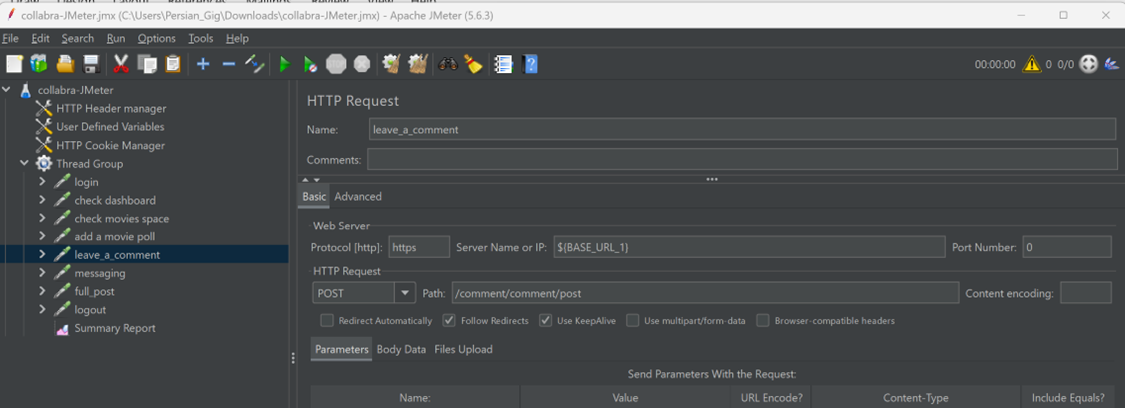 collabra-JMeter.jmx (C:\Users\Persian_Gig\Downloads\collabra-JMeter.jmx) - Apache JMeter (5.6.3)
File Edit Search Run Options Tools Help
00:00:00 0 0/0
collabra-JMeter
HTTP Header manager
User Defined Variables
HTTP Cookie Manager
Thread Group
login
check dashboard
check movies space
add a movie poll
leave_a_comment
messaging
full_post
logout
Summary Report
HTTP Request
Name: leave_a_comment
Comments:
Basic Advanced
Web Server
Protocol [http]: https Server Name or IP: ${BASE_URL_1} Port Number: 0
HTTP Request
POST Path: /comment/comment/post Content encoding:
Redirect Automatically Follow Redirects Use KeepAlive Use multipart/form-data Browser-compatible headers
Parameters Body Data Files Upload
Send Parameters With the Request:
Name: Value URL Encode? Content-Type Include Equals?